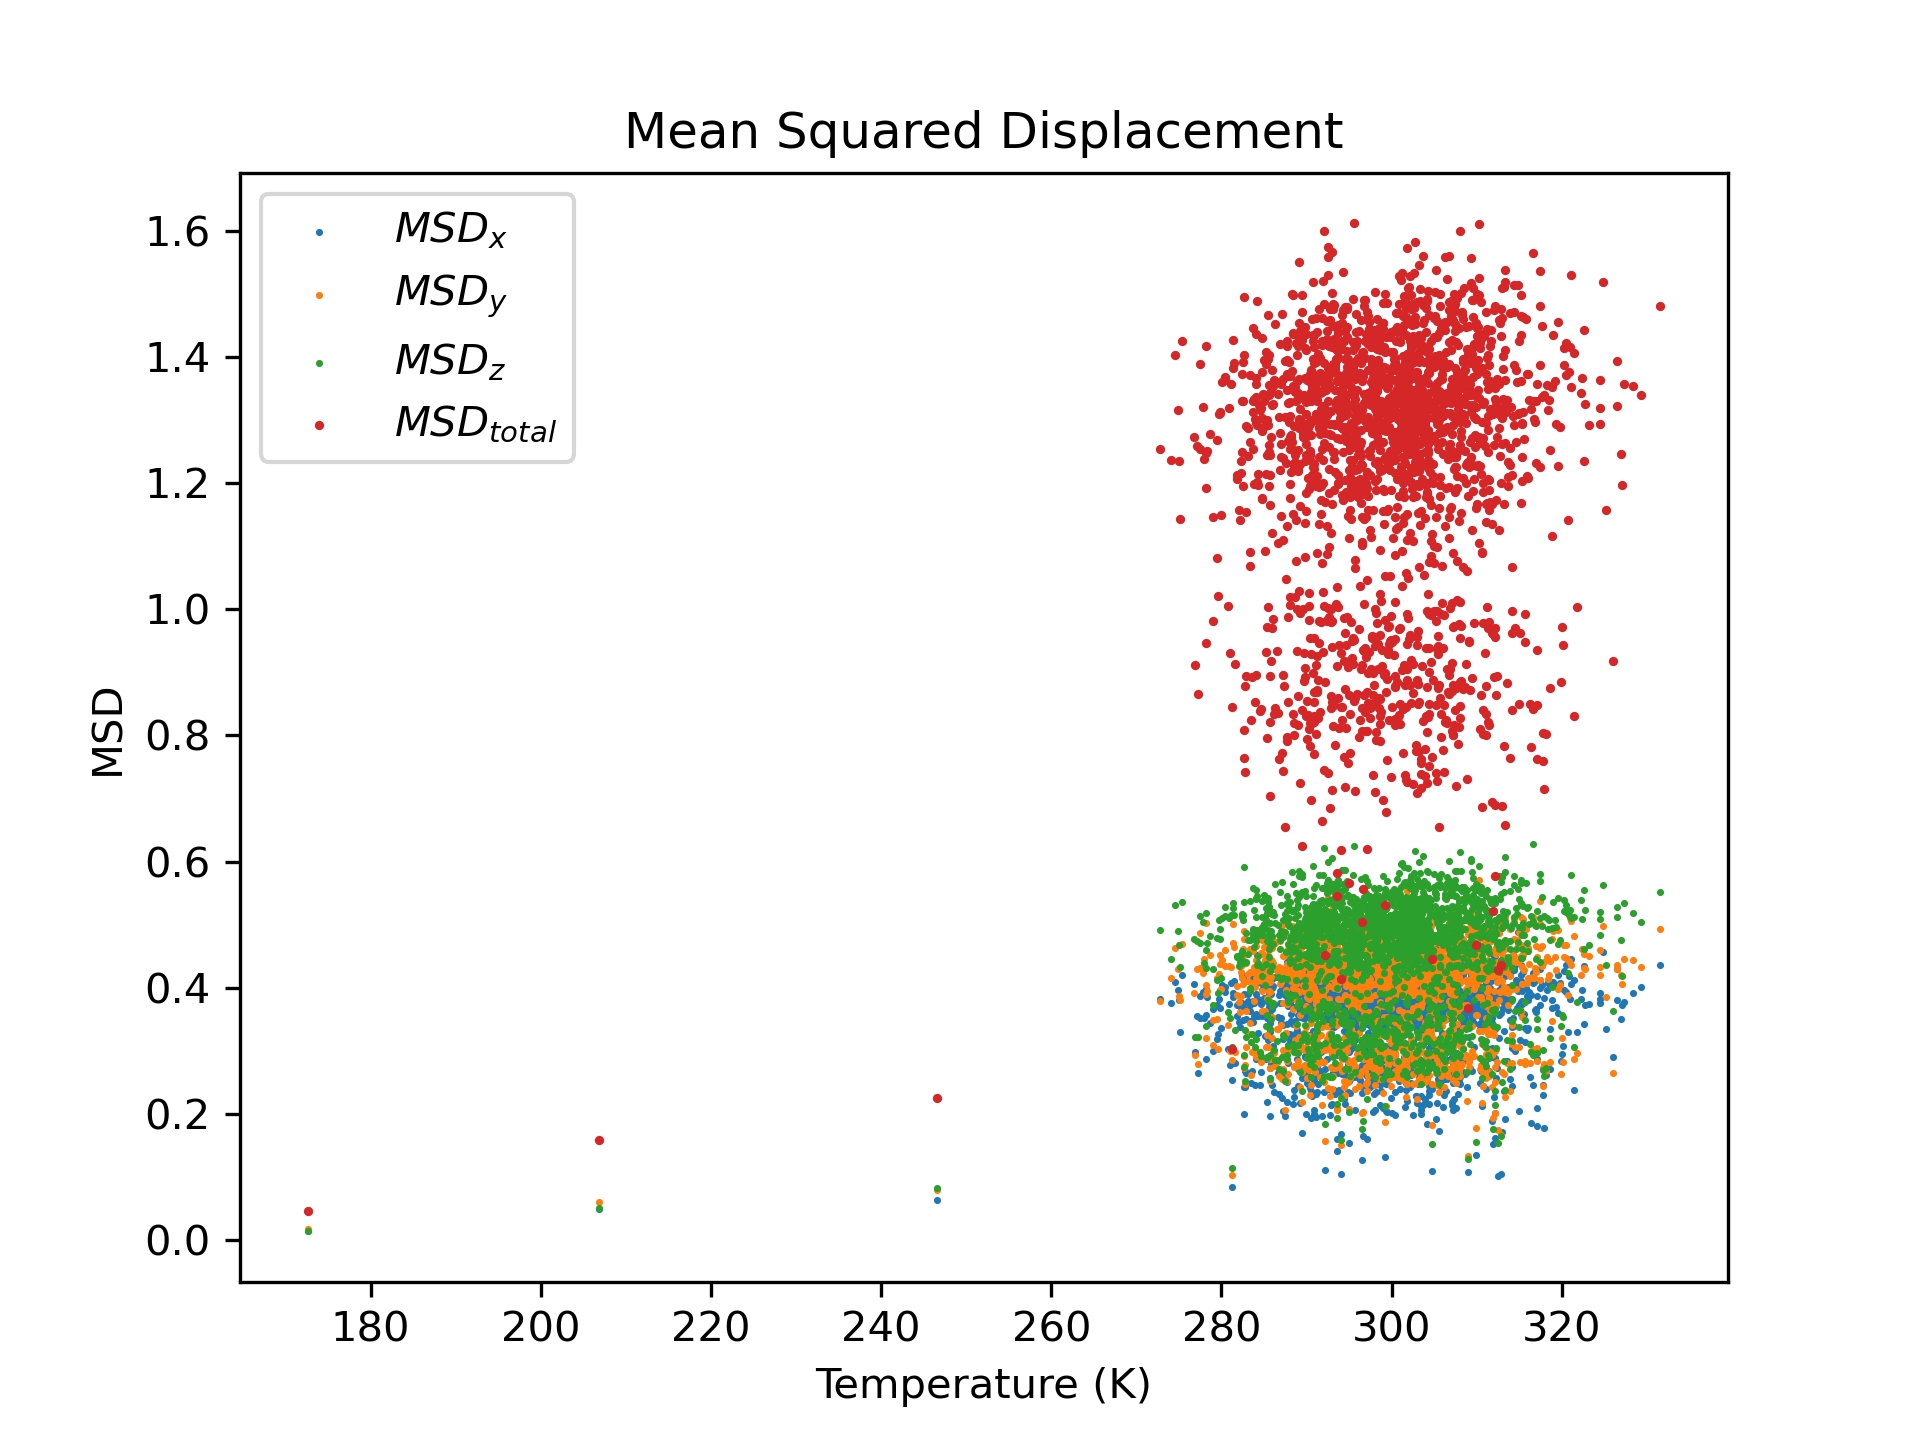 Mean Squared Displacement
MSD_x
MSD_y
MSD_z
MSD_total
1.6
1.4
1.2
1.0
0.8
0.6
0.4
0.2
0.0
MSD
180 200 220 240 260 280 300 320
Temperature (K)